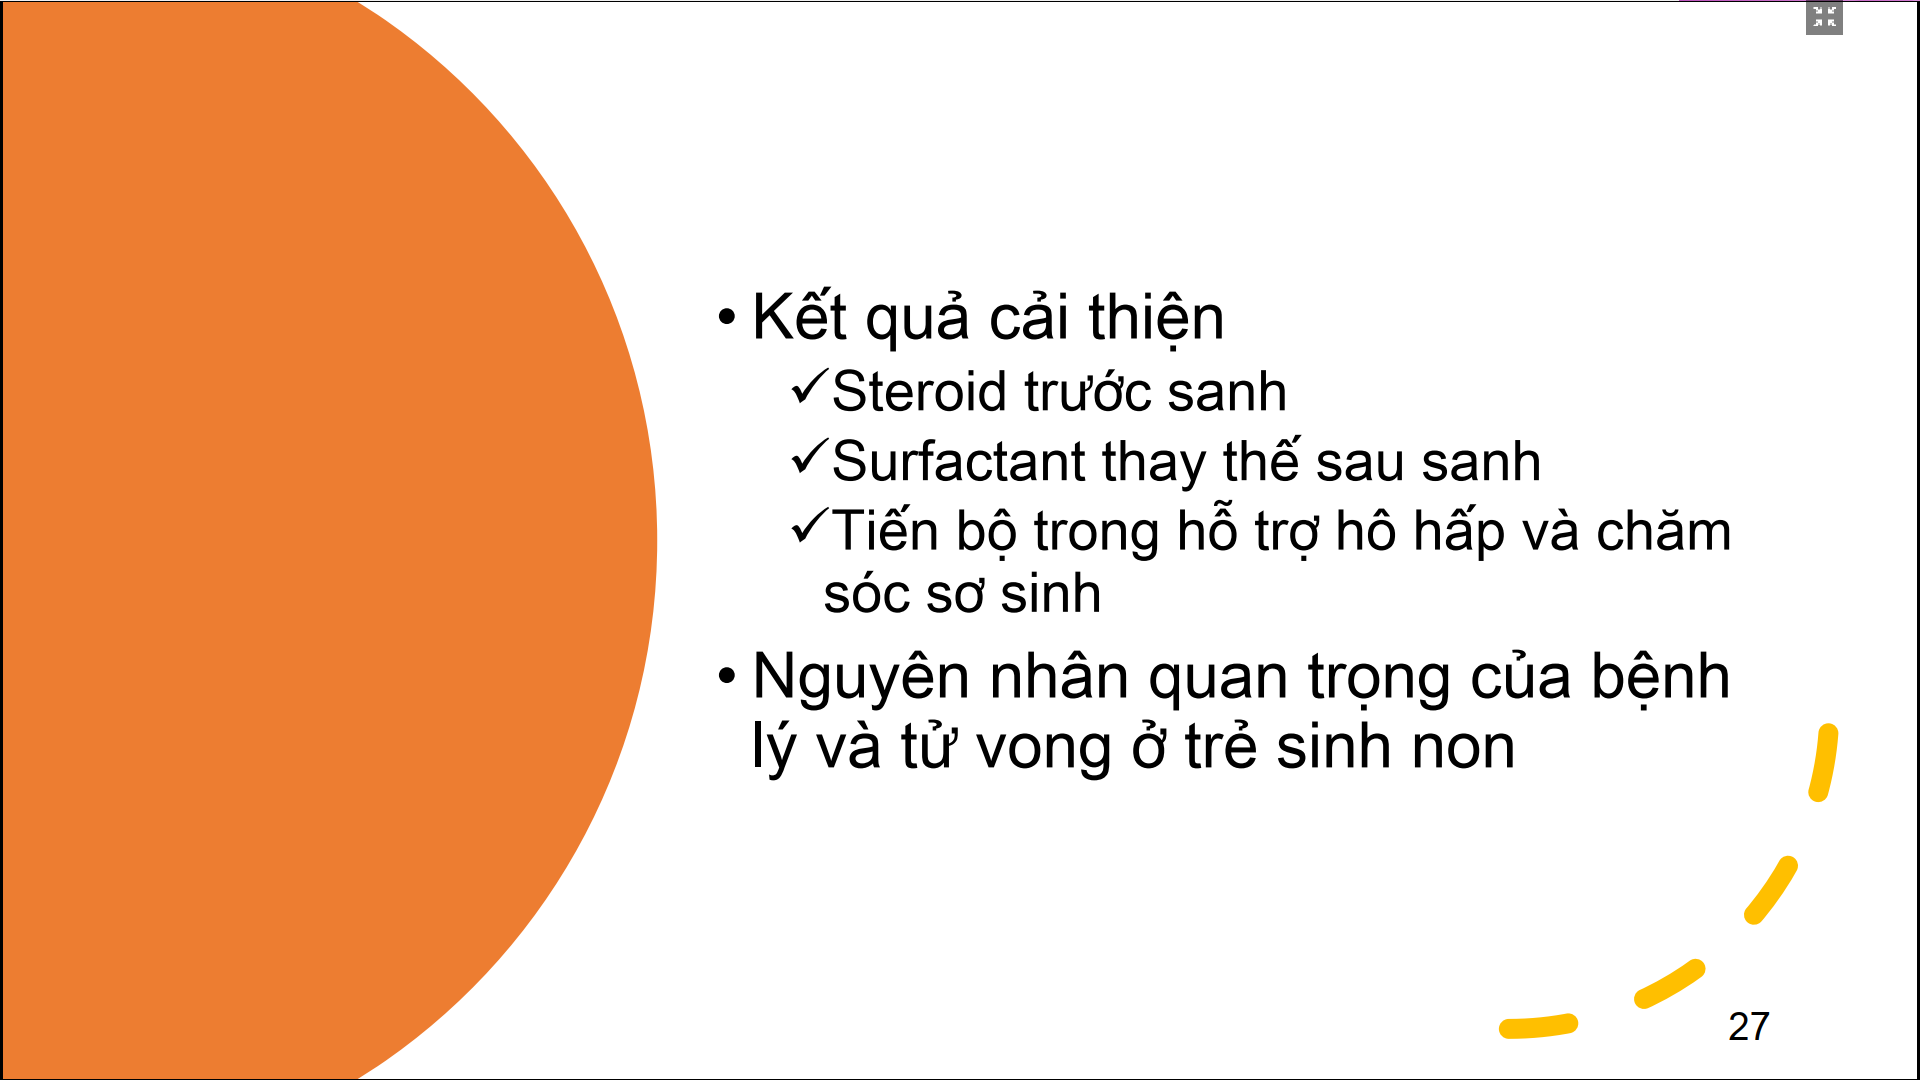 • Kết quả cải thiện
✓Steroid trước sanh
✓Surfactant thay thế sau sanh
✓Tiến bộ trong hỗ trợ hô hấp và chăm
sóc sơ sinh
• Nguyên nhân quan trọng của bệnh
lý và tử vong ở trẻ sinh non
27